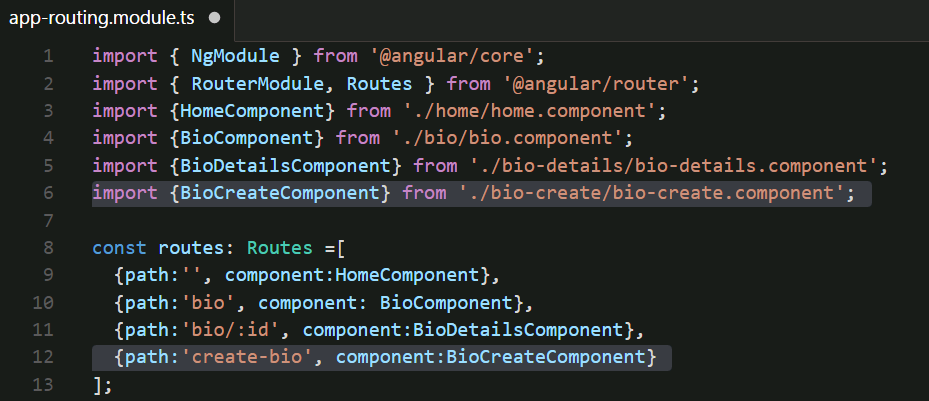 app-routing.module.ts
1 import { NgModule } from '@angular/core';
2 import { RouterModule, Routes } from '@angular/router';
3 import {HomeComponent} from './home/home.component';
4 import {BioComponent} from './bio/bio.component';
5 import {BioDetailsComponent} from './bio-details/bio-details.component';
6 import {BioCreateComponent} from './bio-create/bio-create.component';
7
8 const routes: Routes =[
9   {path:'', component:HomeComponent},
10   {path:'bio', component: BioComponent},
11   {path:'bio/:id', component:BioDetailsComponent},
12   {path:'create-bio', component:BioCreateComponent}
13 ];